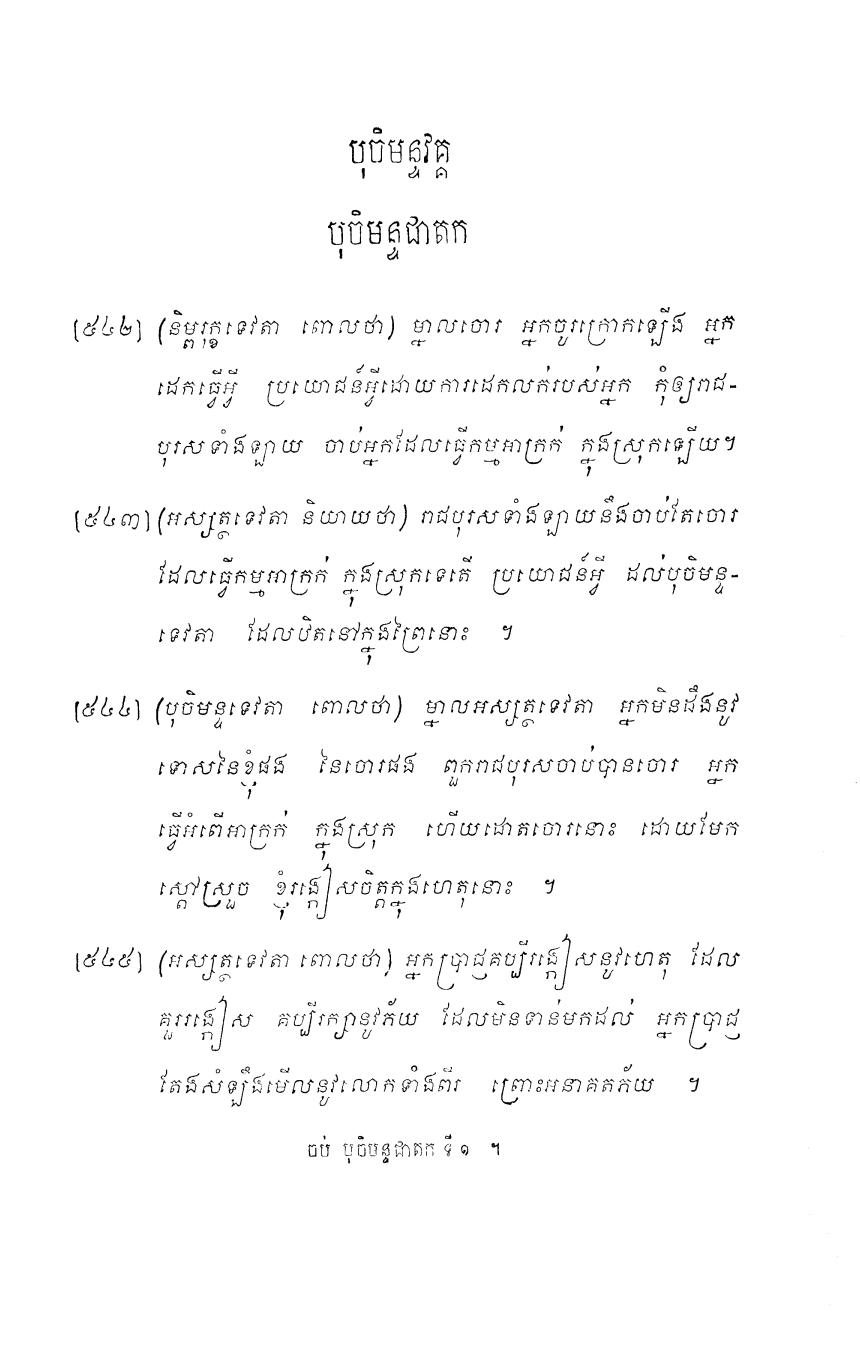 បុចិមន្ទវគ្គ
បុចិមន្ទជាតក
[៥៤២] (និម្ពរុក្ខទេវតា ពោលថា) ម្នាលចោរ អ្នកចូរក្រោកឡើង អ្នក
ដេកធ្វើអ្វី ប្រយោជន៍អ្វីដោយការដេកលក់របស់អ្នក កុំឲ្យរាជ-
បុរសទាំងឡាយ ចាប់អ្នកដែលធ្វើកម្មអាក្រក់ ក្នុងស្រុកឡើយ។
[៥៤៣] (អស្សត្ថទេវតា និយាយថា) រាជបុរសទាំងឡាយនឹងចាប់តែចោរ
ដែលធ្វើកម្មអាក្រក់ ក្នុងស្រុកទេតើ ប្រយោជន៍អ្វី ដល់បុចិមន្ទ-
ទេវតា ដែលឋិតនៅក្នុងព្រៃនោះ ។
[៥៤៤] (បុចិមន្ទទេវតា ពោលថា) ម្នាលអស្សត្ថទេវតា អ្នកមិនដឹងនូវ
ទោសនៃខ្ញុំផង នៃចោរផង ពួករាជបុរសចាប់បានចោរ អ្នក
ធ្វើអំពើអាក្រក់ ក្នុងស្រុក ហើយដោតចោរនោះ ដោយមែក
ស្តៅស្រួច ខ្ញុំរង្កៀសចិត្តក្នុងហេតុនោះ ។
[៥៤៥] (អស្សត្ថទេវតា ពោលថា) អ្នកប្រាជ្ញគប្បីរង្កៀសនូវហេតុ ដែល
គួររង្កៀស គប្បីរក្សានូវភ័យ ដែលមិនទាន់មកដល់ អ្នកប្រាជ្ញ
តែងសំឡឹងមើលនូវលោកទាំងពីរ ព្រោះអនាគតភ័យ ។
ចប់ បុចិមន្ទជាតក ទី ១ ។